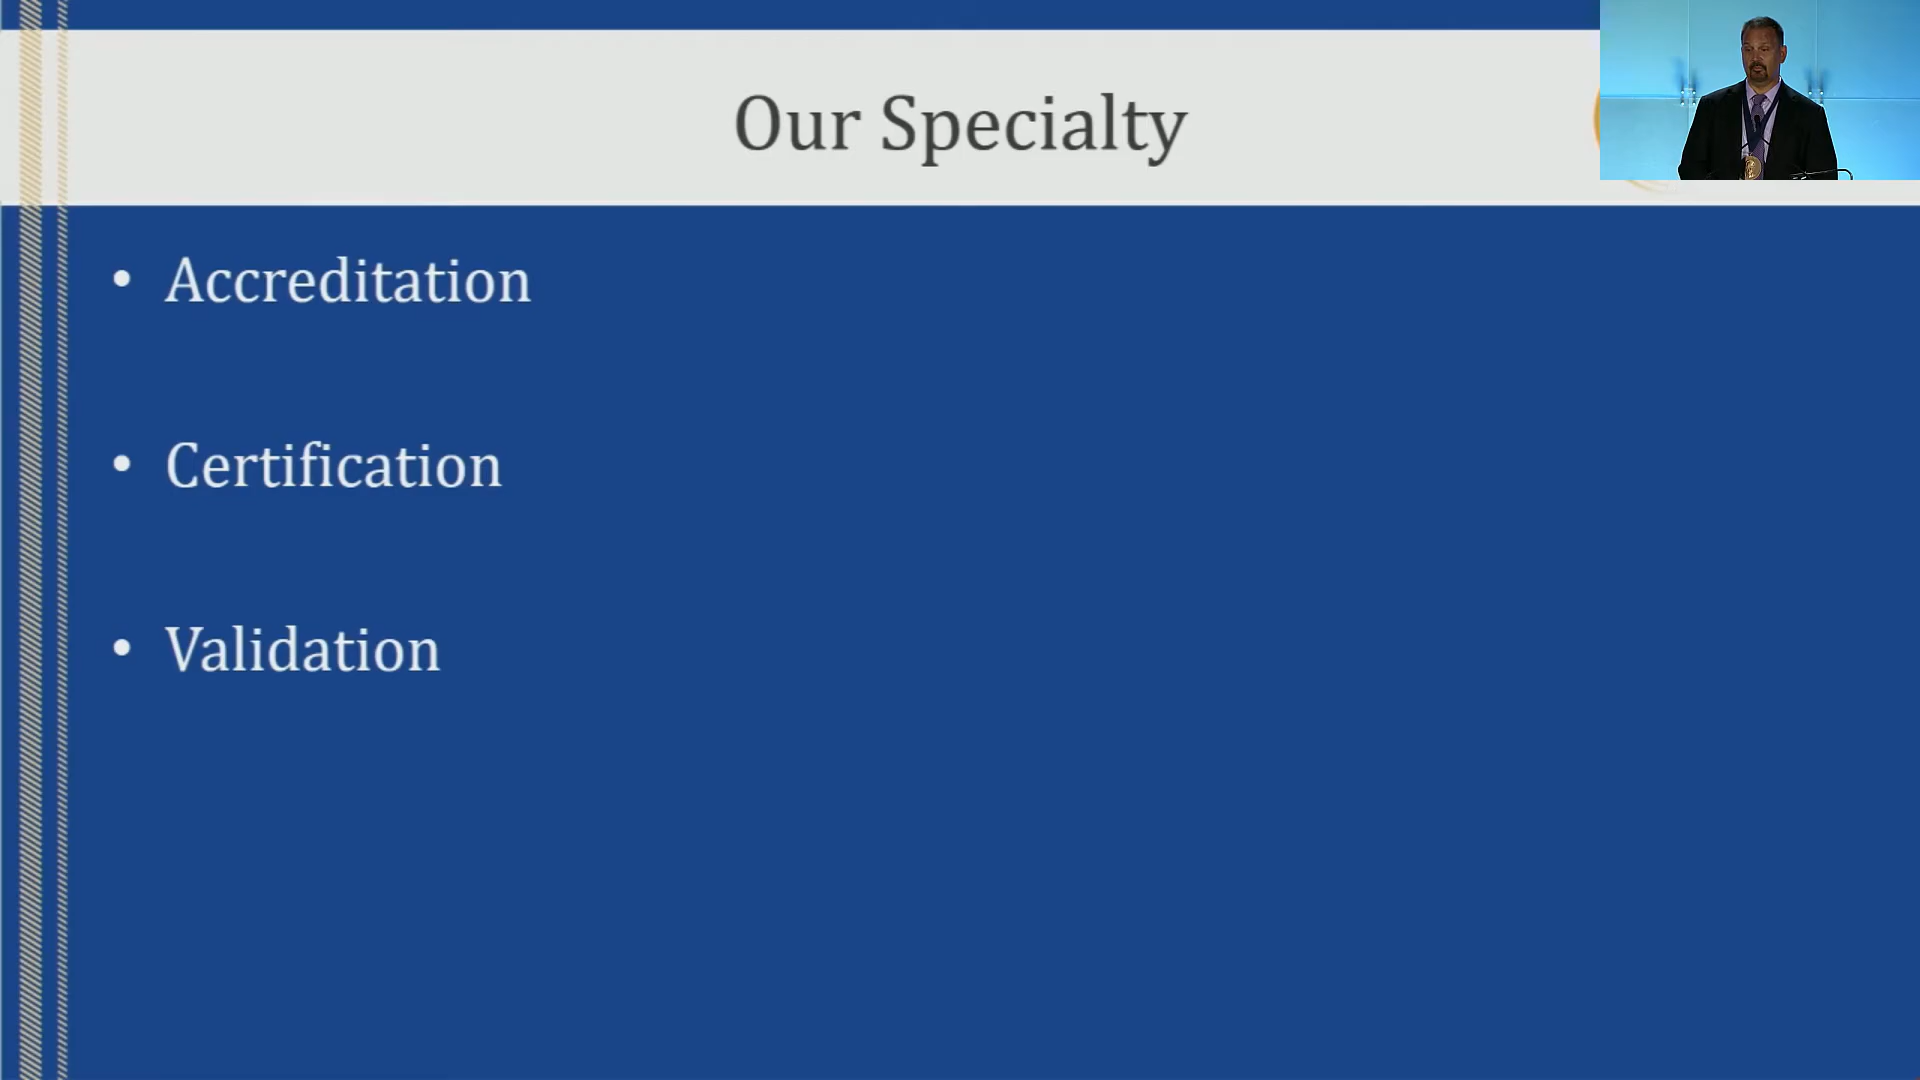 Our Specialty
• Accreditation
• Certification
• Validation